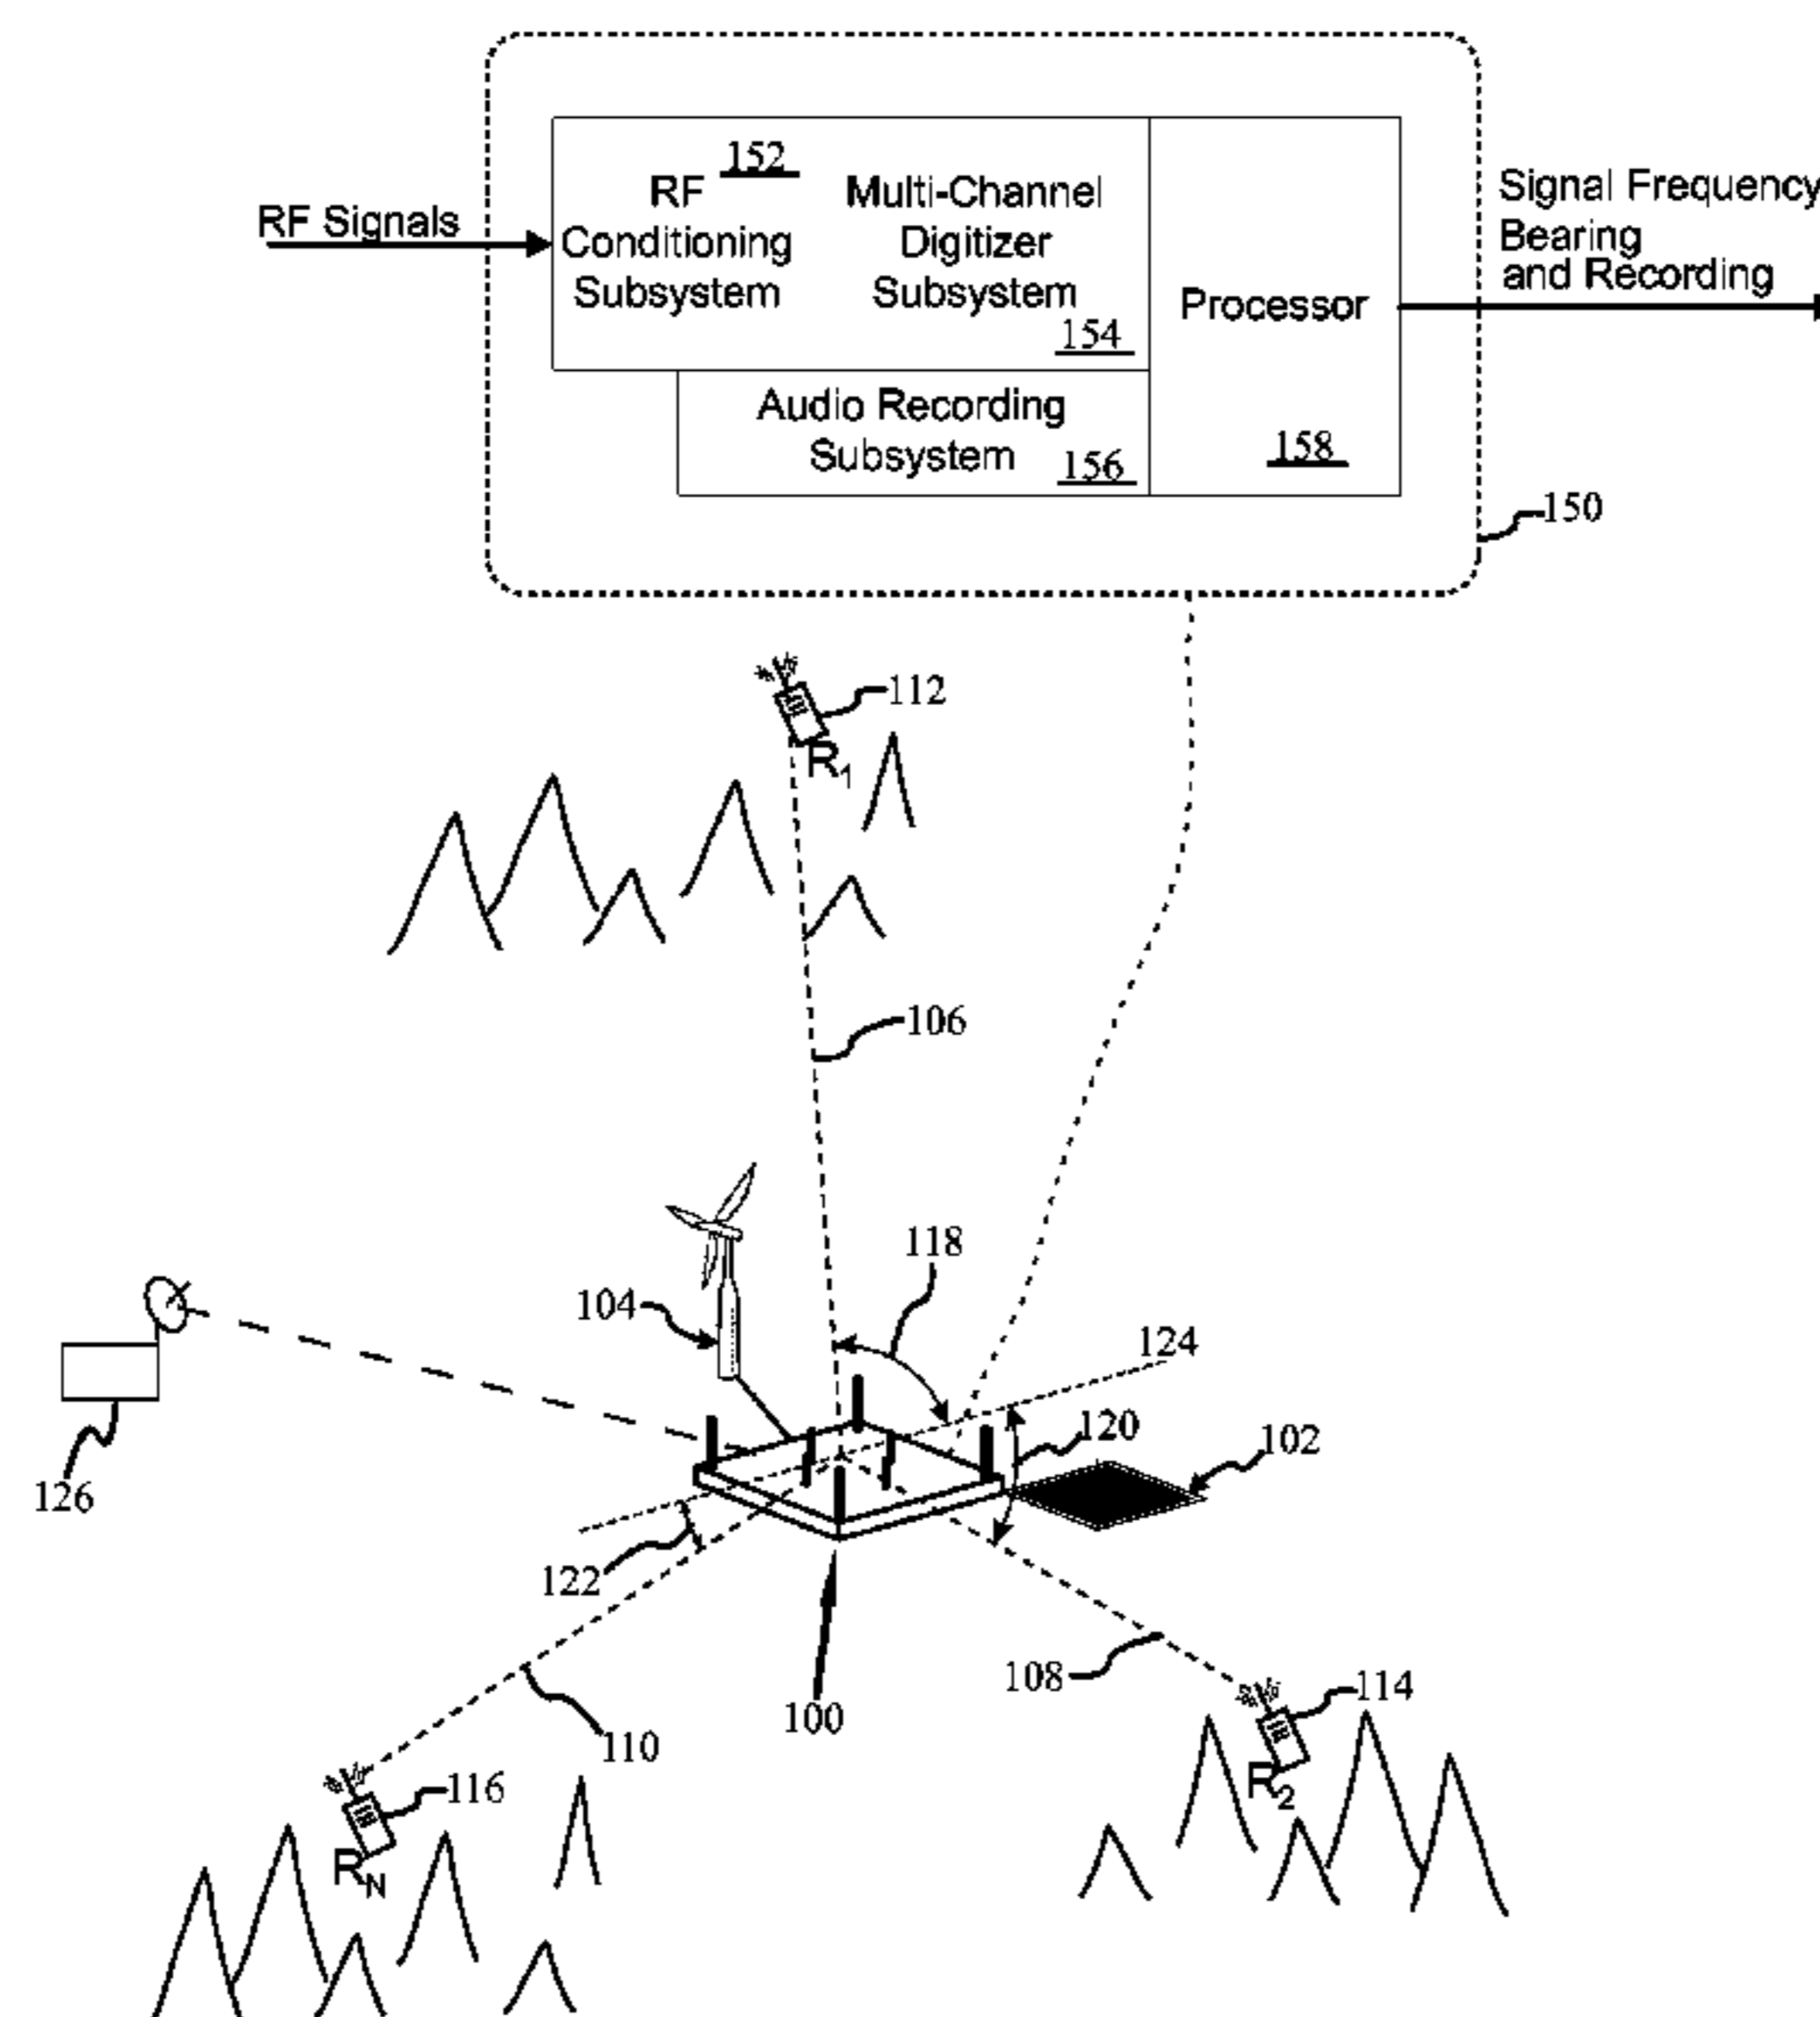 152
RF
Conditioning
Subsystem
Multi-Channel
Digitizer
Subsystem
154
RF Signals
Processor
158
Signal Frequency
Bearing
and Recording
Audio Recording
Subsystem
156
150
112
R1
106
118
104
124
120
102
126
122
100
108
114
R2
110
116
RN